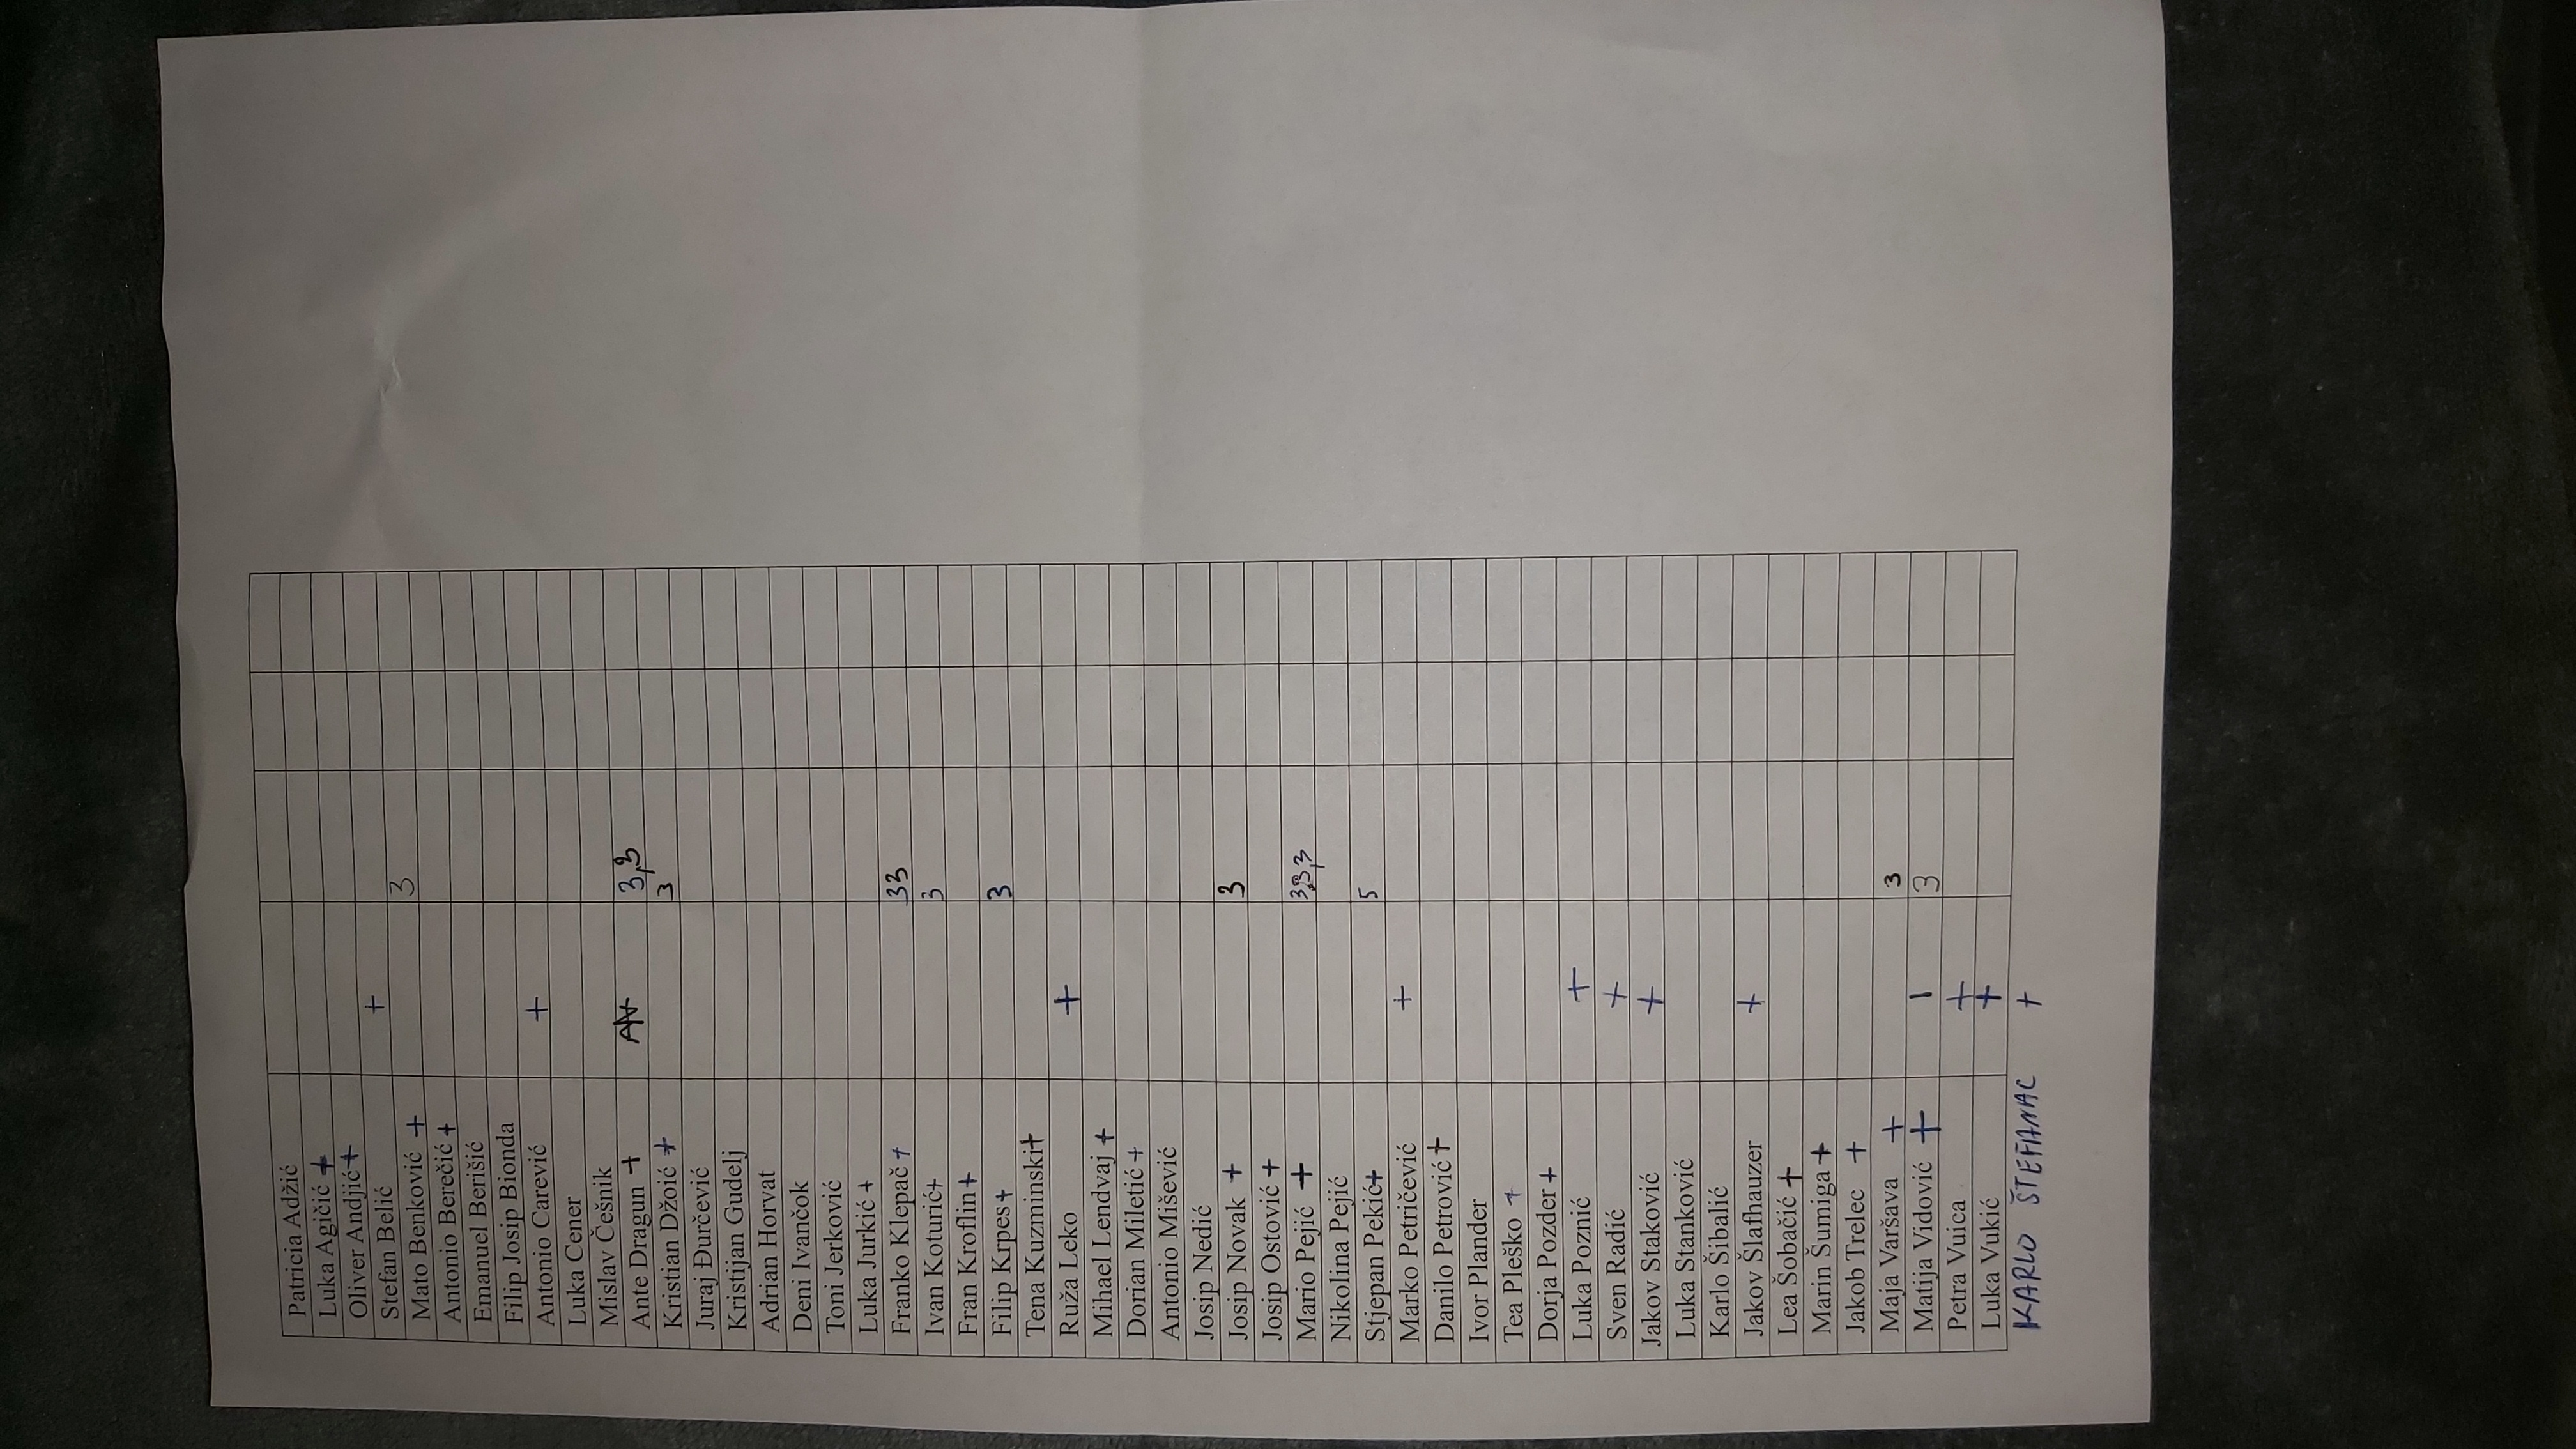 Patricia Adžić
Luka Agičić +
Oliver Andjić +
Stefan Belić +
Mato Benković + 3
Antonio Berečić +
Emanuel Berišić
Filip Josip Bionda
Antonio Carević +
Luka Cener
Mislav Češnik
Ante Dragun + 3,3
Kristian Džoić + 3
Juraj Đurčević
Kristijan Gudelj
Adrian Horvat
Deni Ivančok
Toni Jerković
Luka Jurkić +
Franko Klepač + 33
Ivan Koturić + 3
Fran Kroflin +
Filip Krpes + 3
Tena Kuzminski +
Ruža Leko +
Mihael Lendvaj +
Dorian Miletić +
Antonio Mišević
Josip Nedić
Josip Novak + 3
Josip Ostović +
Mario Pejić + 3,3,3
Nikolina Pejić
Stjepan Pekić + 5
Marko Petričević +
Danilo Petrović +
Ivor Plander
Tea Pleško +
Dorja Pozder +
Luka Poznić +
Sven Radić +
Jakov Staković +
Luka Stanković
Karlo Šibalić
Jakov Šlafhauzer +
Lea Šobačić +
Marin Šumiga +
Jakob Trelec +
Maja Varšava + 3
Matija Vidović + 1 3
Petra Vuica +
Luka Vukić +
KARLO ŠTEFANAC +